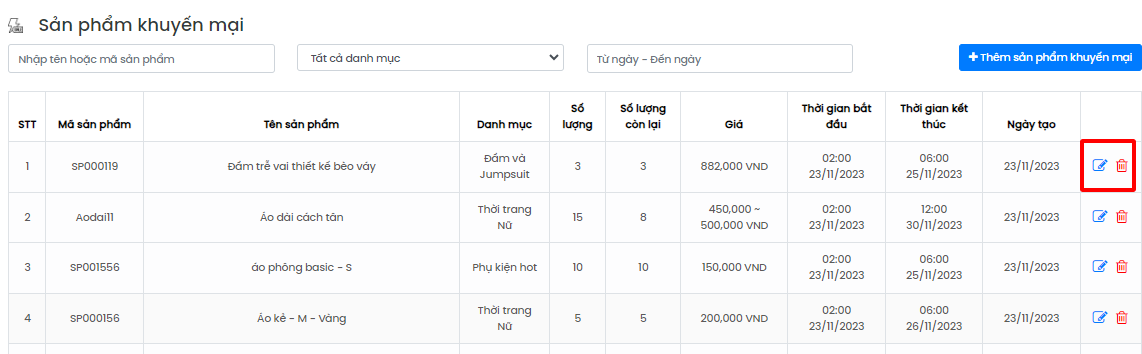 Sản phẩm khuyến mại
Nhập tên hoặc mã sản phẩm
Tất cả danh mục
Từ ngày - Đến ngày
Thêm sản phẩm khuyến mại
STT Mã sản phẩm Tên sản phẩm Danh mục Số lượng Số lượng còn lại Giá Thời gian bắt đầu Thời gian kết thúc Ngày tạo
1 SP000119 Đầm trễ vai thiết kế bèo váy Đầm và Jumpsuit 3 3 882,000 VND 02:00 23/11/2023 06:00 25/11/2023 23/11/2023
2 Aodai11 Áo dài cách tân Thời trang Nữ 15 8 450,000 ~ 500,000 VND 02:00 23/11/2023 12:00 30/11/2023 23/11/2023
3 SP001556 áo phông basic - S Phụ kiện hot 10 10 150,000 VND 02:00 23/11/2023 06:00 25/11/2023 23/11/2023
4 SP000156 Áo kẻ - M - Vàng Thời trang Nữ 5 5 200,000 VND 02:00 23/11/2023 06:00 26/11/2023 23/11/2023